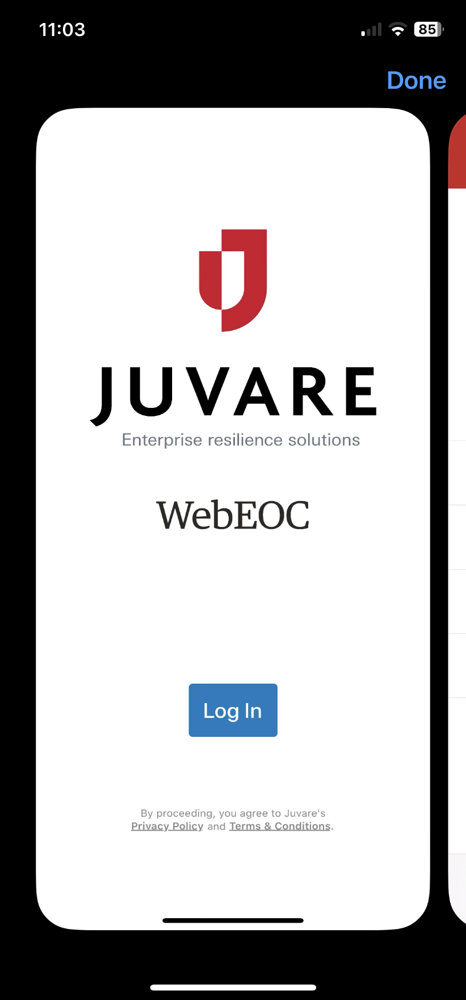 11:03
85
Done
JUVARE
Enterprise resilience solutions
WebEOC
Log In
By proceeding, you agree to Juvare's
Privacy Policy and Terms & Conditions.